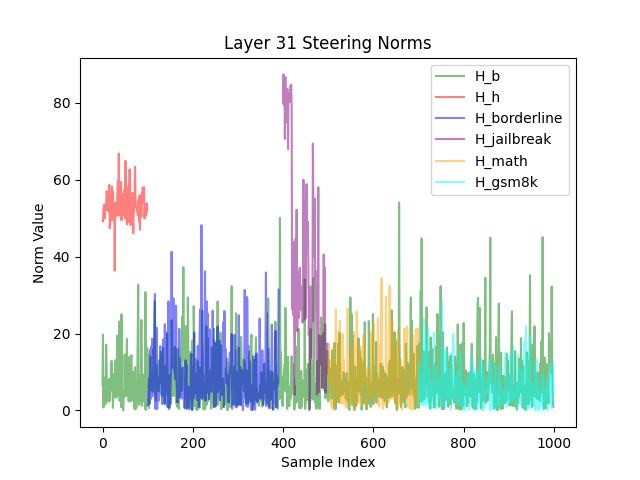 Layer 31 Steering Norms
H_b
H_h
H_borderline
H_jailbreak
H_math
H_gsm8k
80
60
40
20
0
Norm Value
0 200 400 600 800 1000
Sample Index